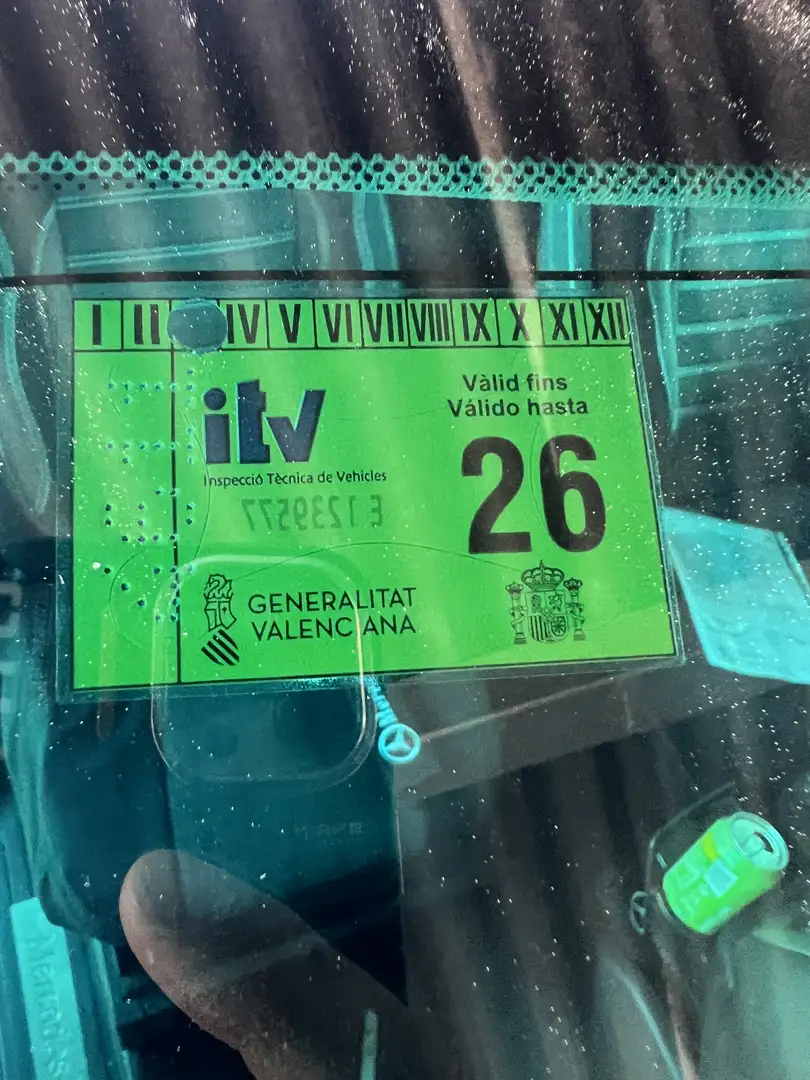 I II IV V VI VII VIII IX X XI XII
itv
Inspecció Tècnica de Vehicles
E 1239577
Vàlid fins
Válido hasta
26
GENERALITAT
VALENCIANA